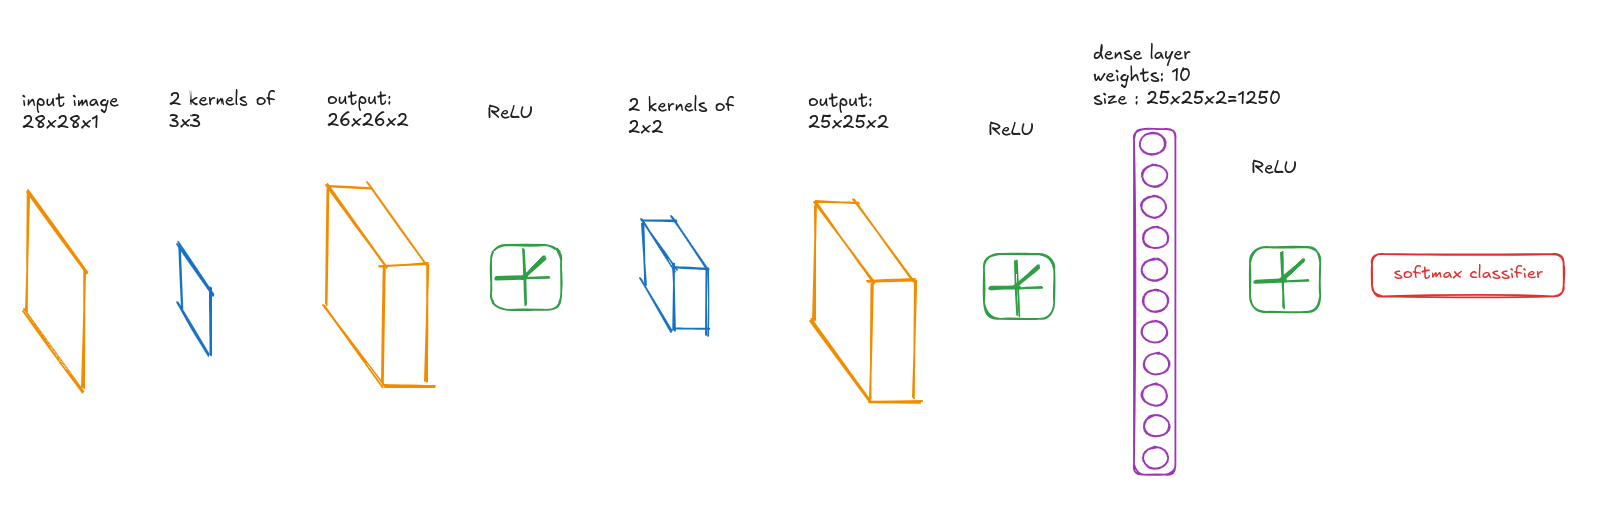 input image
28x28x1
2 kernels of
3x3
output:
26x26x2
ReLU
2 kernels of
2x2
output:
25x25x2
ReLU
dense layer
weights: 10
size : 25x25x2=1250
ReLU
softmax classifier